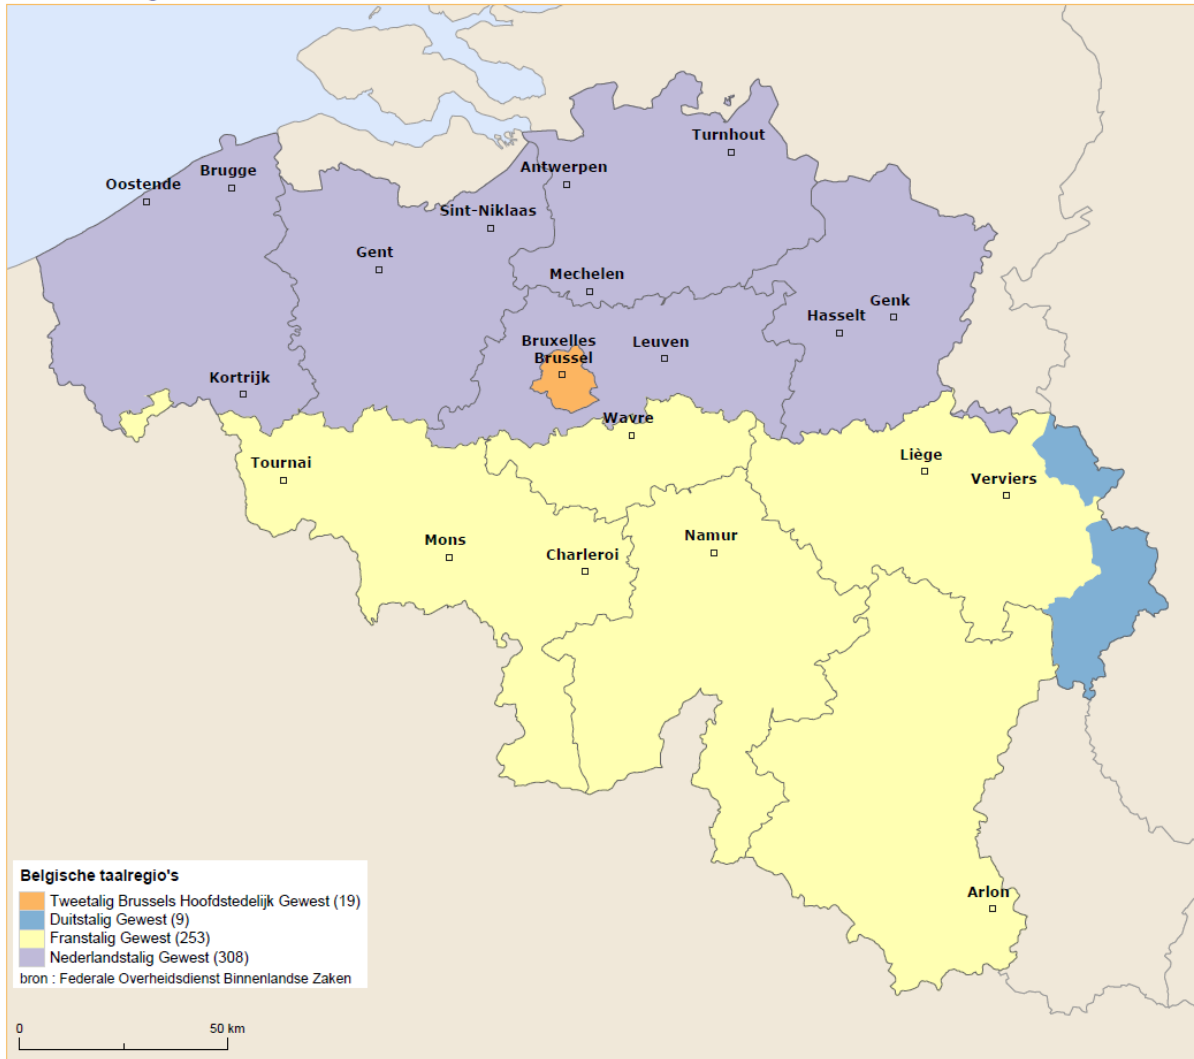 Turnhout
Antwerpen
Brugge
Oostende
Sint-Niklaas
Gent
Mechelen
Genk
Hasselt
Bruxelles
Brussel
Leuven
Kortrijk
Wavre
Tournai
Liège
Verviers
Mons
Charleroi
Namur
Arlon
Belgische taalregio's
Tweetalig Brussels Hoofdstedelijk Gewest (19)
Duitstalig Gewest (9)
Franstalig Gewest (253)
Nederlandstalig Gewest (308)
bron : Federale Overheidsdienst Binnenlandse Zaken
0 50 km